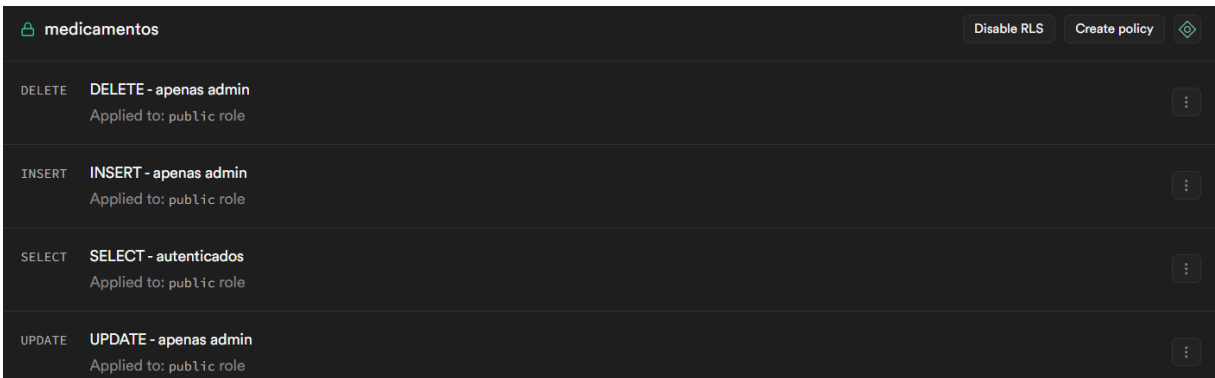 medicamentos Disable RLS Create policy
DELETE DELETE - apenas admin
Applied to: public role
INSERT INSERT - apenas admin
Applied to: public role
SELECT SELECT - autenticados
Applied to: public role
UPDATE UPDATE - apenas admin
Applied to: public role